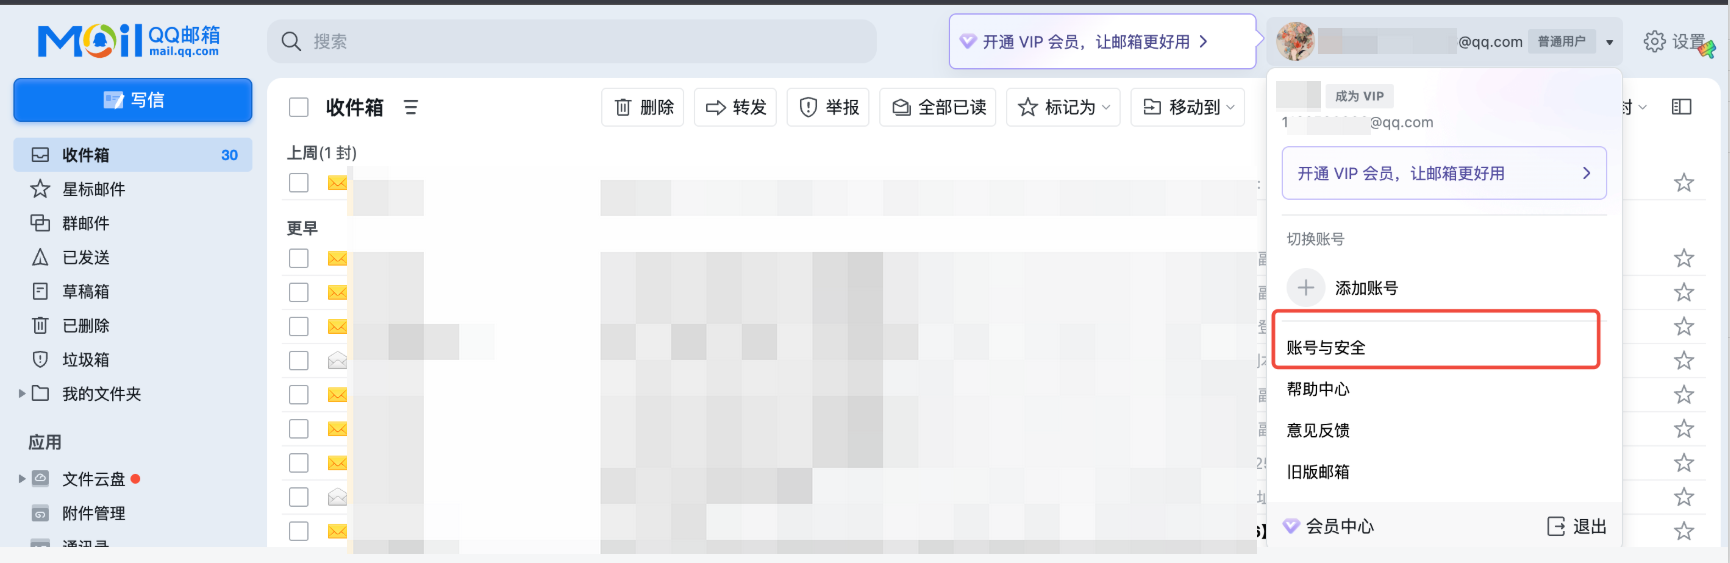 Mail QQ邮箱
mail.qq.com
搜索
开通 VIP 会员，让邮箱更好用
@qq.com 普通用户
设置
写信
收件箱
删除
转发
举报
全部已读
标记为
移动到
封
收件箱 30
星标邮件
群邮件
已发送
草稿箱
已删除
垃圾箱
我的文件夹
应用
文件云盘
附件管理
通讯录
上周(1 封)
更早
成为 VIP
1 @qq.com
开通 VIP 会员，让邮箱更好用
切换账号
添加账号
账号与安全
帮助中心
意见反馈
旧版邮箱
会员中心
退出